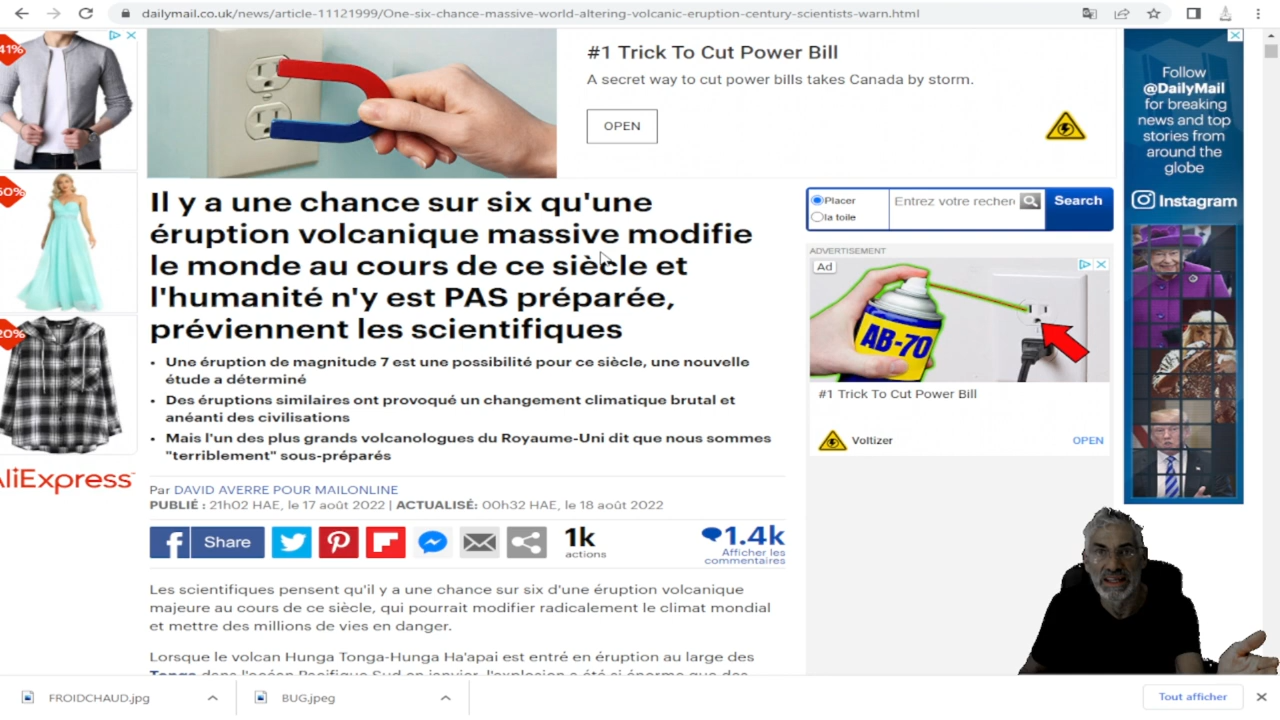 dailymail.co.uk/news/article-11121999/One-six-chance-massive-world-altering-volcanic-eruption-century-scientists-warn.html
41%
60%
20%
AliExpress
#1 Trick To Cut Power Bill
A secret way to cut power bills takes Canada by storm.
OPEN
Il y a une chance sur six qu'une
éruption volcanique massive modifie
le monde au cours de ce siècle et
l'humanité n'y est PAS préparée,
préviennent les scientifiques
• Une éruption de magnitude 7 est une possibilité pour ce siècle, une nouvelle
étude a déterminé
• Des éruptions similaires ont provoqué un changement climatique brutal et
anéanti des civilisations
• Mais l'un des plus grands volcanologues du Royaume-Uni dit que nous sommes
"terriblement" sous-préparés
Par DAVID AVERRE POUR MAILONLINE
PUBLIÉ : 21h02 HAE, le 17 août 2022 | ACTUALISÉ: 00h32 HAE, le 18 août 2022
Share
1k
actions
1.4k
Afficher les
commentaires
Les scientifiques pensent qu'il y a une chance sur six d'une éruption volcanique
majeure au cours de ce siècle, qui pourrait modifier radicalement le climat mondial
et mettre des millions de vies en danger.
Lorsque le volcan Hunga Tonga-Hunga Ha'apai est entré en éruption au large des
Tonga dans l'océan Pacifique Sud en janvier, l'explosion a été si énorme que des
Placer
la toile
Entrez votre recher
Search
ADVERTISEMENT
Ad
AB-70
#1 Trick To Cut Power Bill
Voltizer
OPEN
Follow
@DailyMail
for breaking
news and top
stories from
around the
globe
Instagram
FROIDCHAUD.jpg
BUG.jpeg
Tout afficher